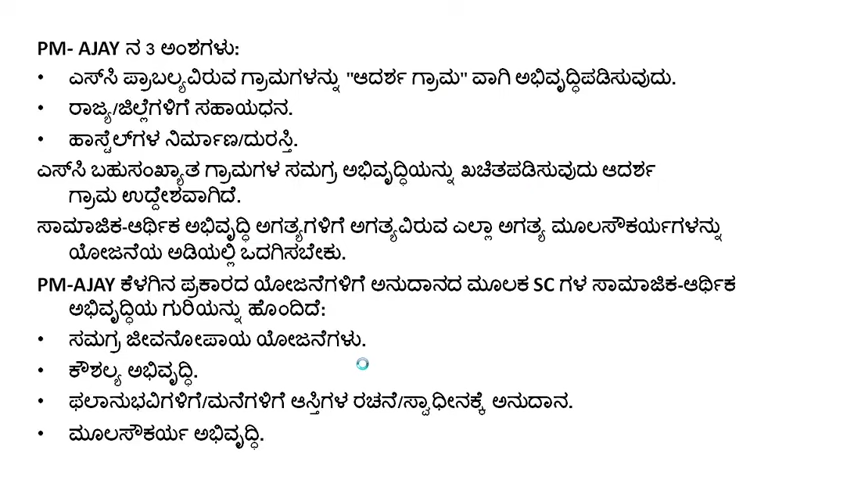 PM- AJAY ನ 3 ಅಂಶಗಳು:
• ಎಸ್‌ಸಿ ಪ್ರಾಬಲ್ಯವಿರುವ ಗ್ರಾಮಗಳನ್ನು "ಆದರ್ಶ ಗ್ರಾಮ" ವಾಗಿ ಅಭಿವೃದ್ಧಿಪಡಿಸುವುದು.
• ರಾಜ್ಯ/ಜಿಲ್ಲೆಗಳಿಗೆ ಸಹಾಯಧನ.
• ಹಾಸ್ಟೆಲ್‌ಗಳ ನಿರ್ಮಾಣ/ದುರಸ್ತಿ.
ಎಸ್‌ಸಿ ಬಹುಸಂಖ್ಯಾತ ಗ್ರಾಮಗಳ ಸಮಗ್ರ ಅಭಿವೃದ್ಧಿಯನ್ನು ಖಚಿತಪಡಿಸುವುದು ಆದರ್ಶ
ಗ್ರಾಮ ಉದ್ದೇಶವಾಗಿದೆ.
ಸಾಮಾಜಿಕ-ಆರ್ಥಿಕ ಅಭಿವೃದ್ಧಿ ಅಗತ್ಯಗಳಿಗೆ ಅಗತ್ಯವಿರುವ ಎಲ್ಲಾ ಅಗತ್ಯ ಮೂಲಸೌಕರ್ಯಗಳನ್ನು
ಯೋಜನೆಯ ಅಡಿಯಲ್ಲಿ ಒದಗಿಸಬೇಕು.
PM-AJAY ಕೆಳಗಿನ ಪ್ರಕಾರದ ಯೋಜನೆಗಳಿಗೆ ಅನುದಾನದ ಮೂಲಕ SC ಗಳ ಸಾಮಾಜಿಕ-ಆರ್ಥಿಕ
ಅಭಿವೃದ್ಧಿಯ ಗುರಿಯನ್ನು ಹೊಂದಿದೆ:
• ಸಮಗ್ರ ಜೀವನೋಪಾಯ ಯೋಜನೆಗಳು.
• ಕೌಶಲ್ಯ ಅಭಿವೃದ್ಧಿ.
• ಫಲಾನುಭವಿಗಳಿಗೆ/ಮನೆಗಳಿಗೆ ಆಸ್ತಿಗಳ ರಚನೆ/ಸ್ವಾಧೀನಕ್ಕೆ ಅನುದಾನ.
• ಮೂಲಸೌಕರ್ಯ ಅಭಿವೃದ್ಧಿ.